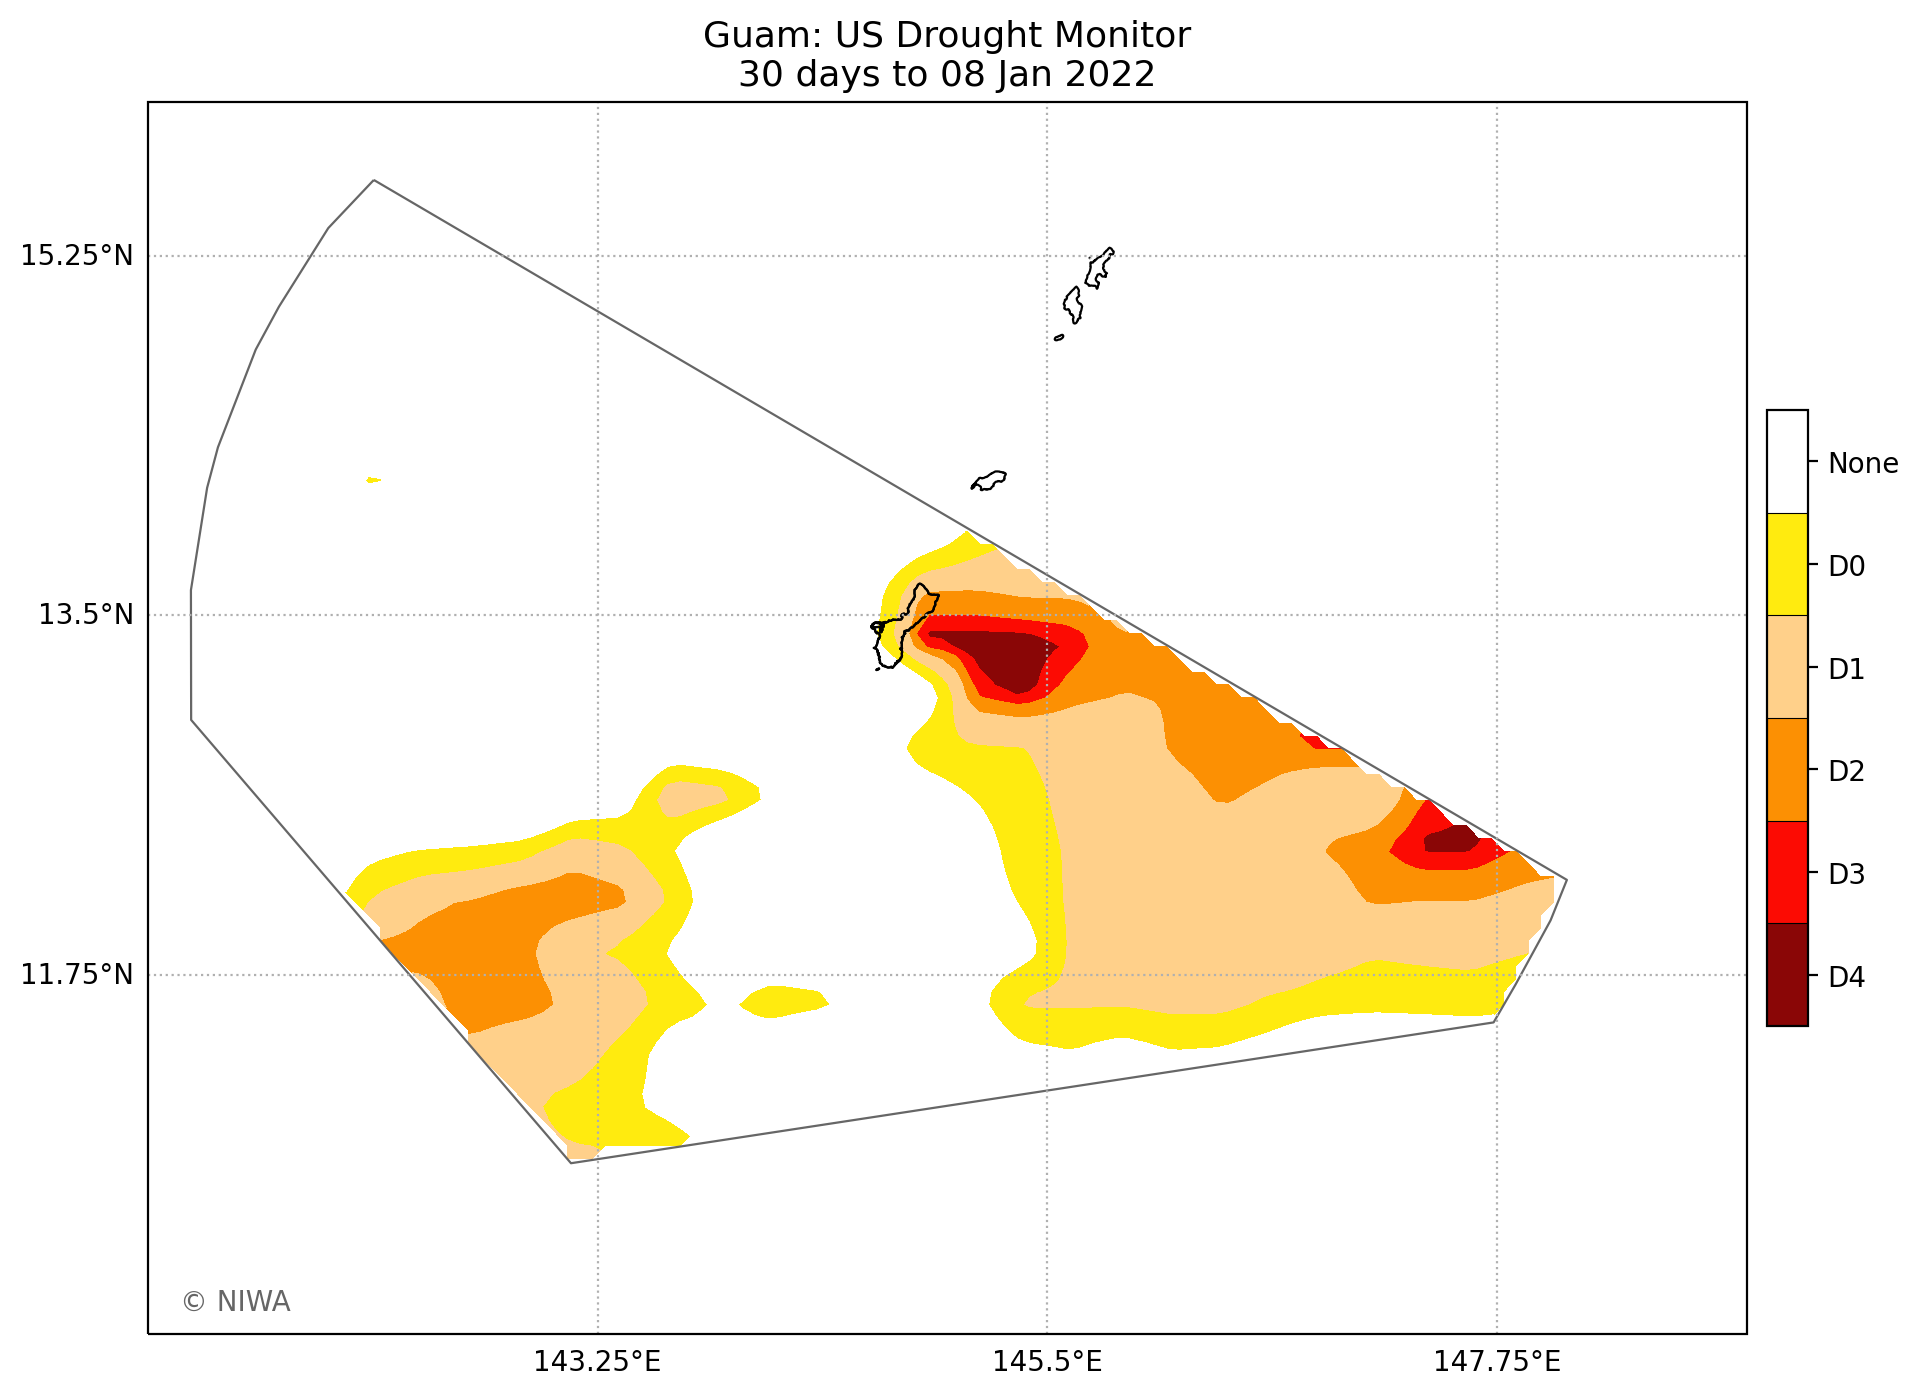 Guam: US Drought Monitor
30 days to 08 Jan 2022
15.25°N
13.5°N
11.75°N
143.25°E
145.5°E
147.75°E
None
D0
D1
D2
D3
D4
© NIWA